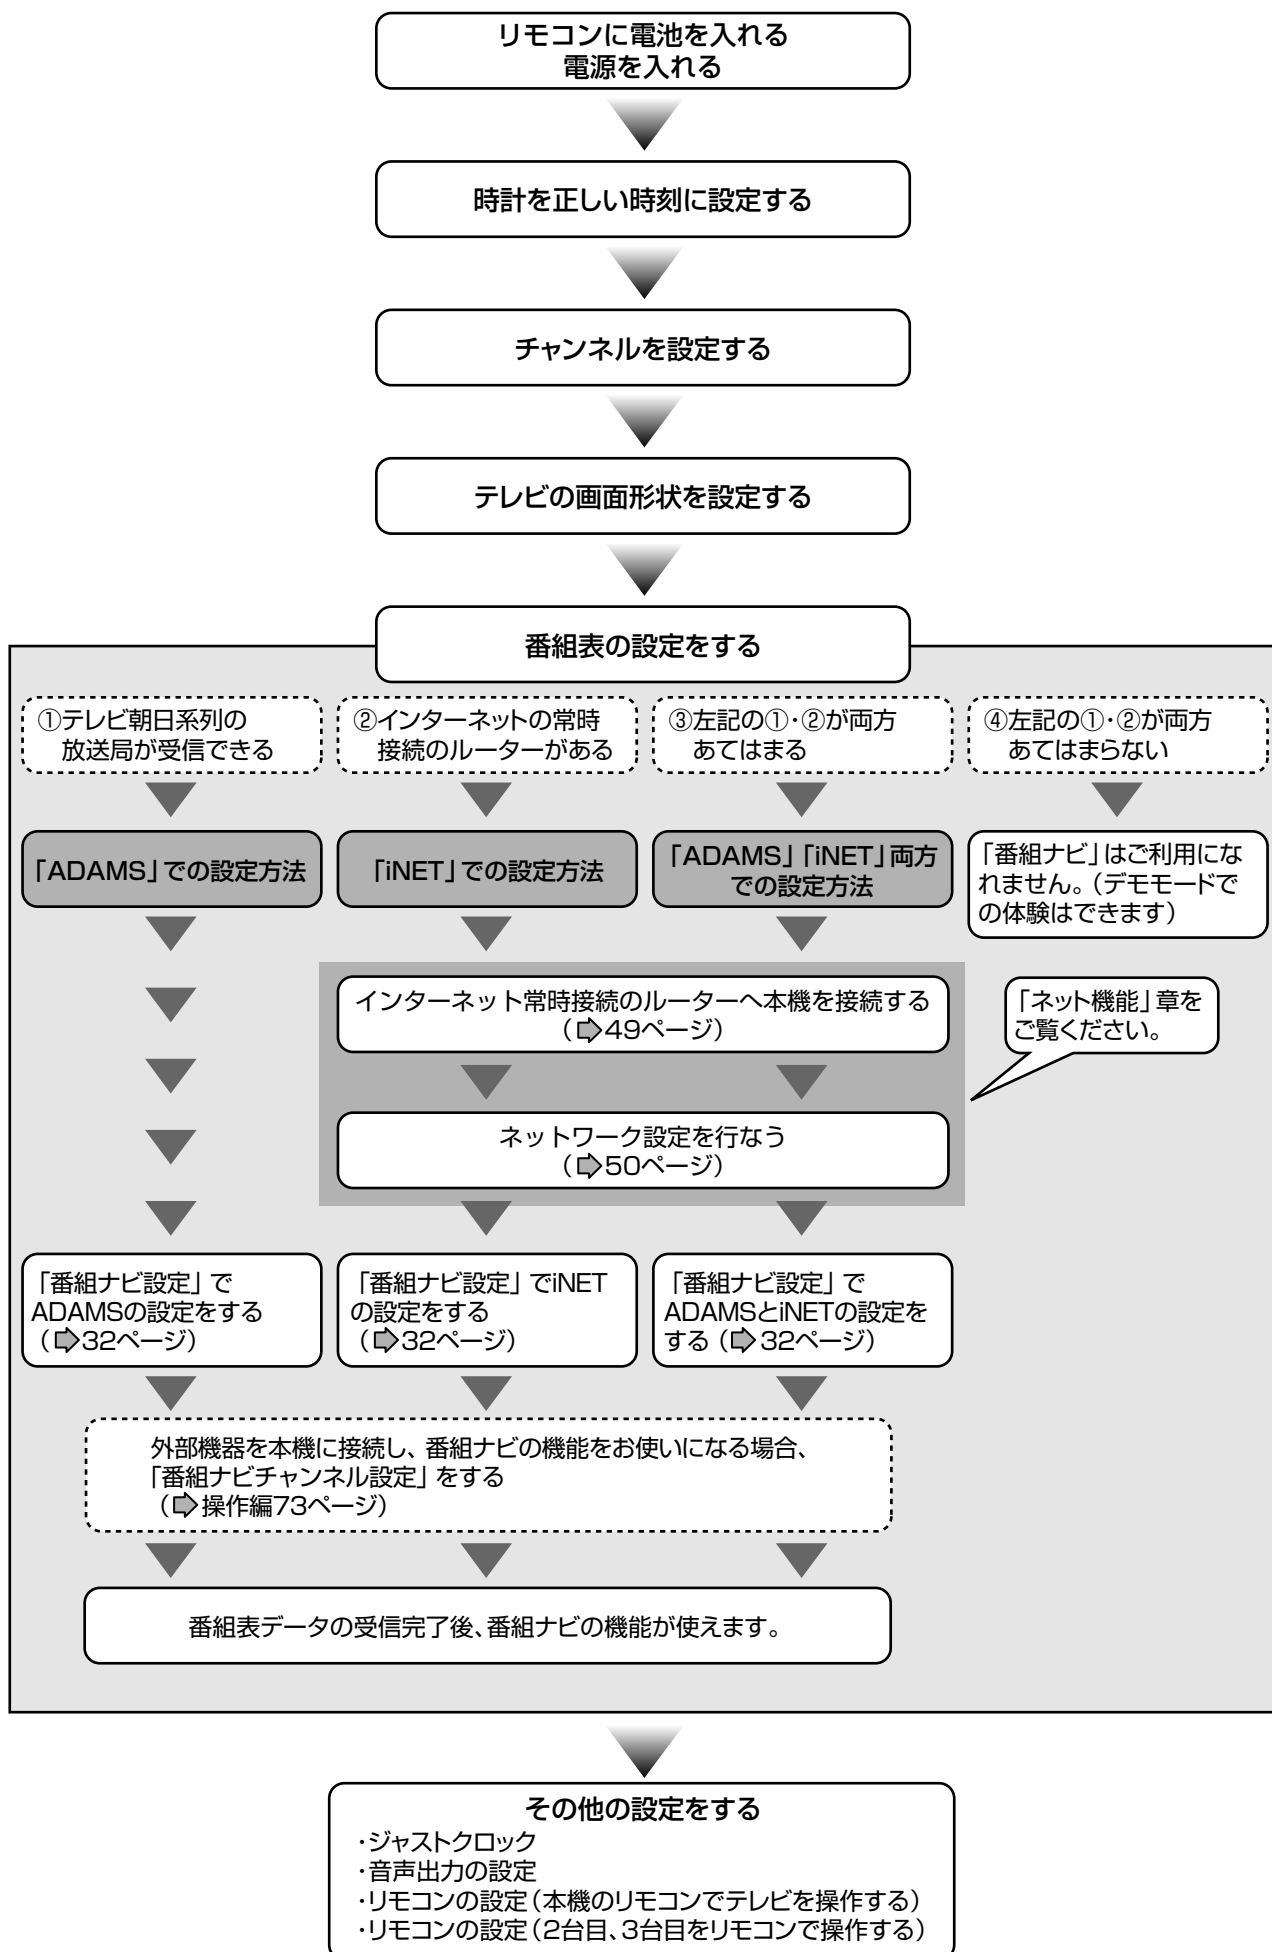 リモコンに電池を入れる
電源を入れる
時計を正しい時刻に設定する
チャンネルを設定する
テレビの画面形状を設定する
番組表の設定をする
①テレビ朝日系列の
放送局が受信できる
②インターネットの常時
接続のルーターがある
③左記の①・②が両方
あてはまる
④左記の①・②が両方
あてはまらない
「ADAMS」での設定方法
「iNET」での設定方法
「ADAMS」「iNET」両方
での設定方法
「番組ナビ」はご利用にな
れません。(デモモードで
の体験はできます)
インターネット常時接続のルーターへ本機を接続する
(⇨49ページ)
「ネット機能」章を
ご覧ください。
ネットワーク設定を行なう
(⇨50ページ)
「番組ナビ設定」で
ADAMSの設定をする
(⇨32ページ)
「番組ナビ設定」でiNET
の設定をする
(⇨32ページ)
「番組ナビ設定」で
ADAMSとiNETの設定を
する(⇨32ページ)
外部機器を本機に接続し、番組ナビの機能をお使いになる場合、
「番組ナビチャンネル設定」をする
(⇨操作編73ページ)
番組表データの受信完了後、番組ナビの機能が使えます。
その他の設定をする
・ジャストクロック
・音声出力の設定
・リモコンの設定(本機のリモコンでテレビを操作する)
・リモコンの設定(2台目、3台目をリモコンで操作する)